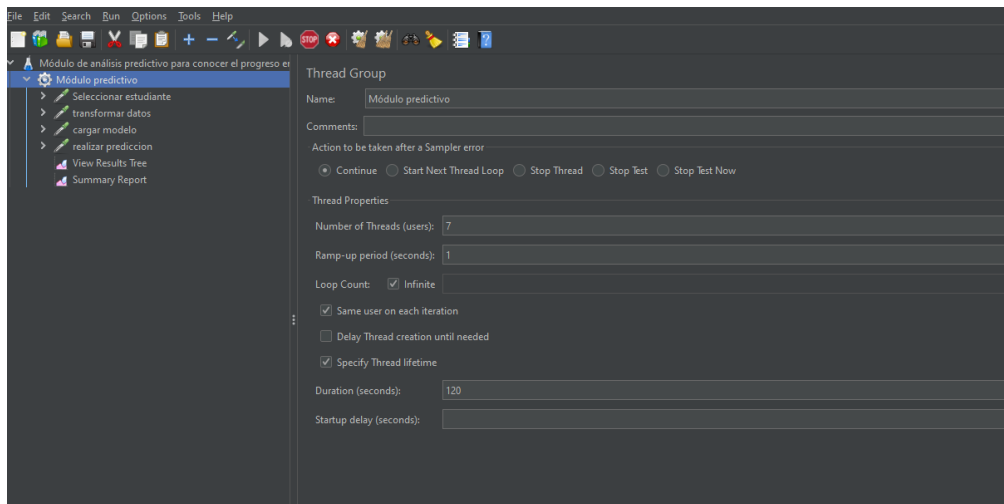 File Edit Search Run Options Tools Help
STOP
?
Módulo de análisis predictivo para conocer el progreso en
Módulo predictivo
Seleccionar estudiante
transformar datos
cargar modelo
realizar prediccion
View Results Tree
Summary Report
Thread Group
Name: Módulo predictivo
Comments:
Action to be taken after a Sampler error
Continue Start Next Thread Loop Stop Thread Stop Test Stop Test Now
Thread Properties
Number of Threads (users): 7
Ramp-up period (seconds): 1
Loop Count: Infinite
Same user on each iteration
Delay Thread creation until needed
Specify Thread lifetime
Duration (seconds): 120
Startup delay (seconds):